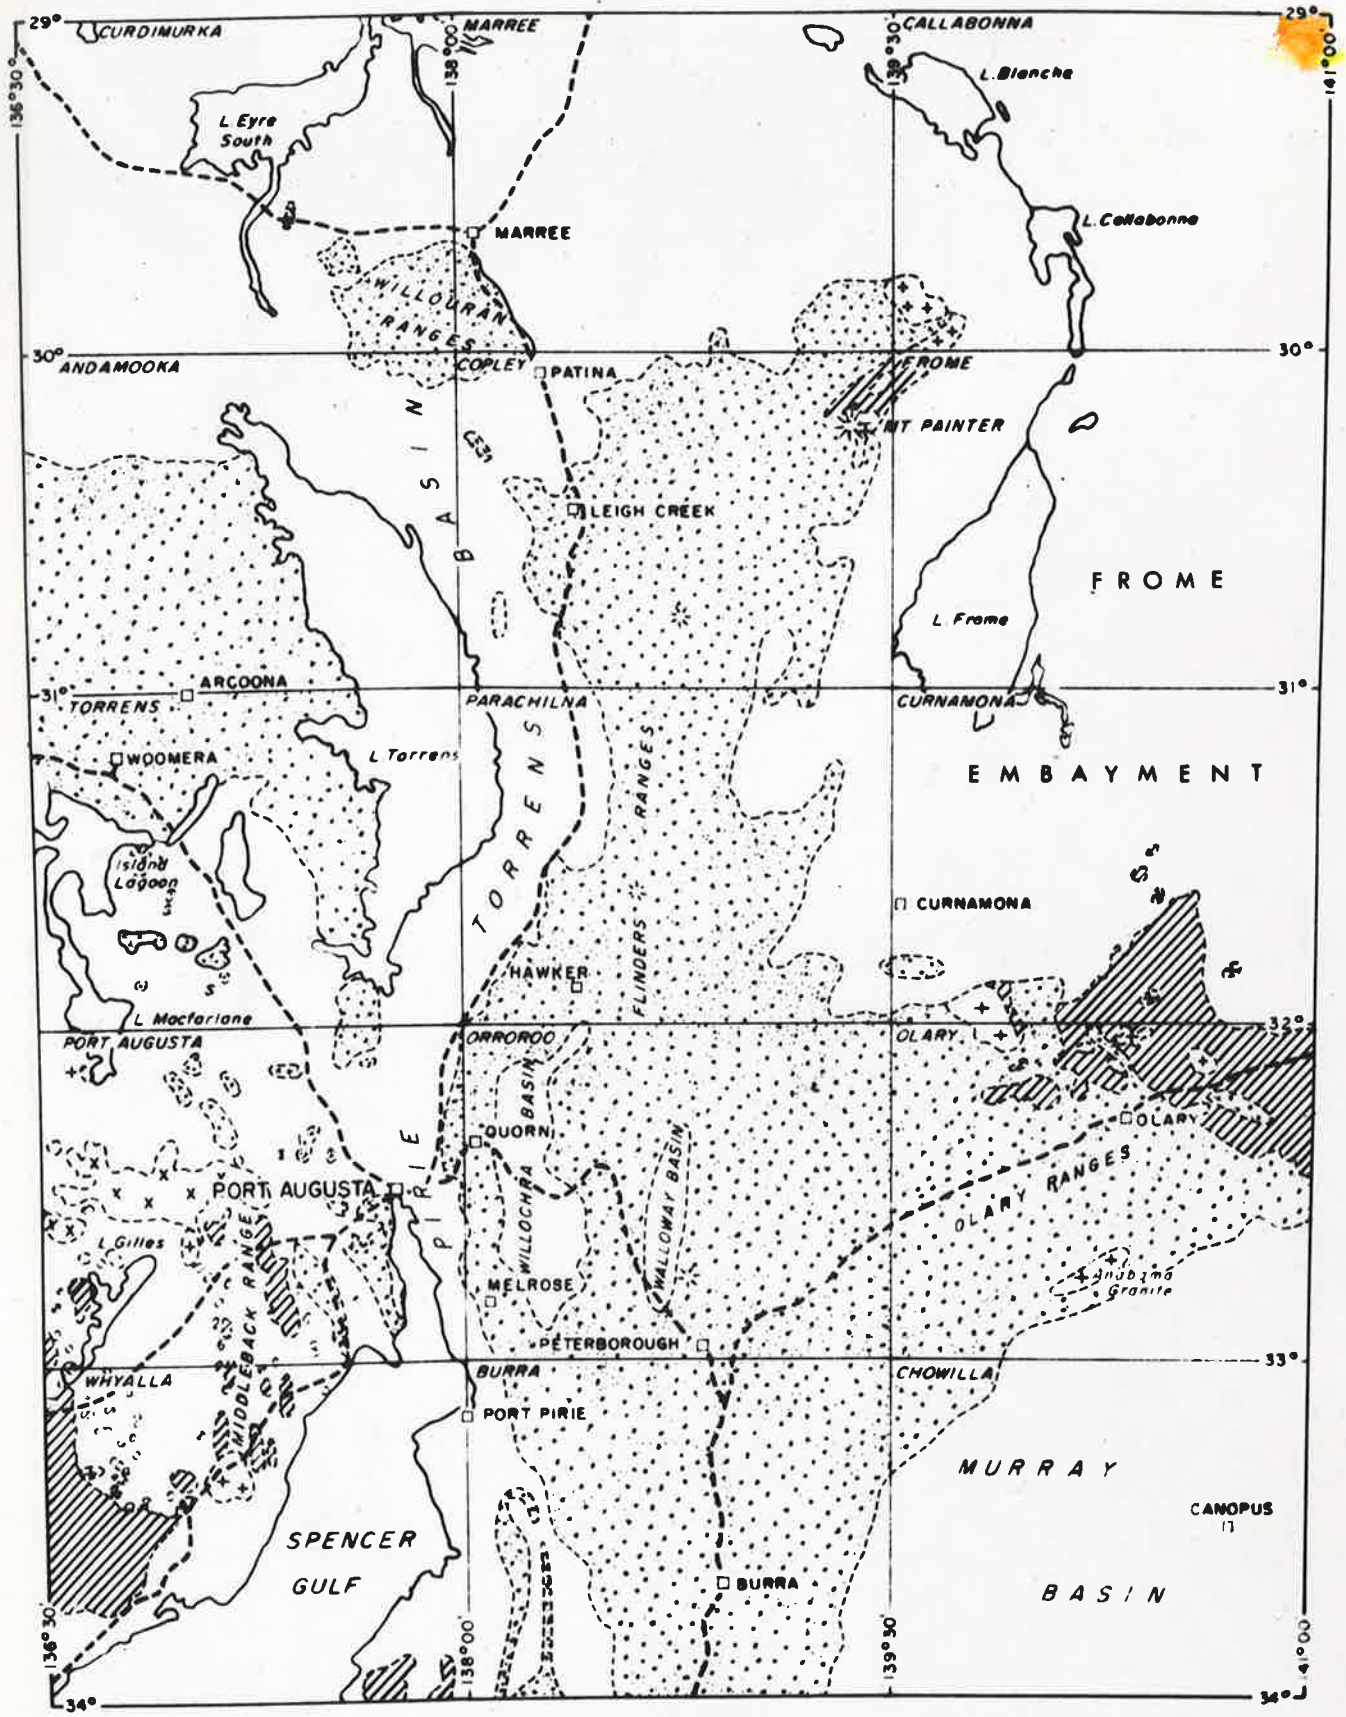 29°
CURDIMURKA
MARREE
CALLABONNA
29°
136°30'
138°00'
139°30'
141°00'
L. Blanche
L. Eyre
South
L. Callabonna
MARREE
WILLOURAN
RANGES
30°
ANDAMOOKA
COPLEY
PATINA
FROME
30°
MT PAINTER
BASIN
LEIGH CREEK
FROME
L. Frome
31°
ARCOONA
TORRENS
PARACHILNA
CURNAMONA
31°
WOOMERA
L. Torrens
TORRENS
RANGES
EMBAYMENT
Island
Lagoon
CURNAMONA
FLINDERS
HAWKER
L. Macfarlane
PORT AUGUSTA
ORROROO
OLARY
32°
WILLOCHRA BASIN
QUORN
OLARY
PIRIE
WALLOWAY BASIN
OLARY RANGES
PORT AUGUSTA
L. Gilles
MIDDLEBACK RANGE
MELROSE
Anabama
Granite
PETERBOROUGH
WHYALLA
BURRA
CHOWILLA
33°
PORT PIRIE
MURRAY
CANOPUS
SPENCER
GULF
BURRA
BASIN
136°30'
138°00'
139°30'
141°00
34°
34°